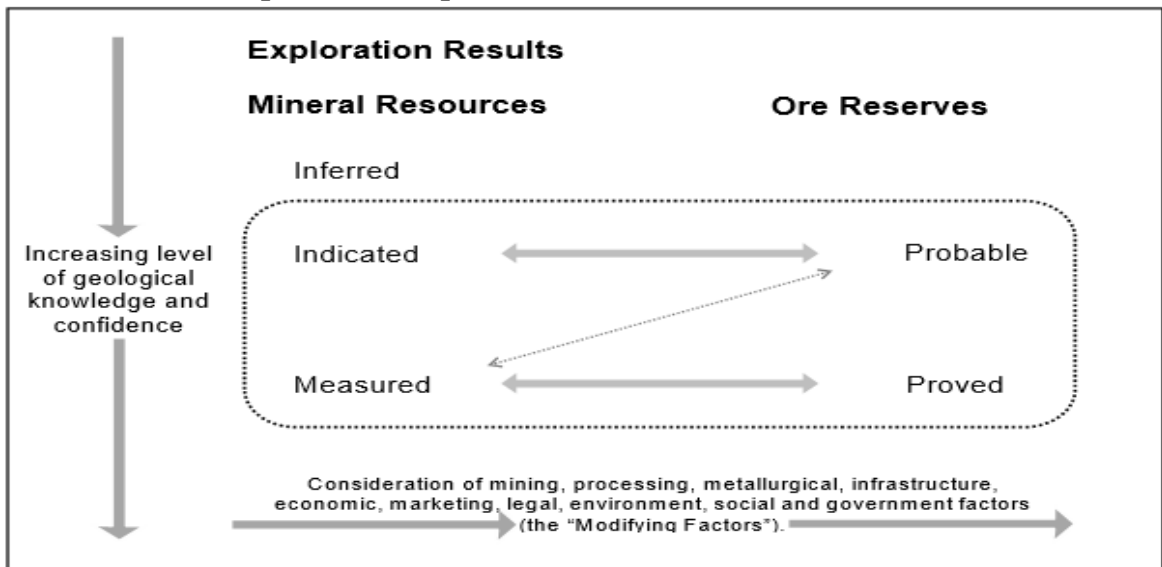 Exploration Results
Mineral Resources
Ore Reserves
Inferred
Increasing level
of geological
knowledge and
confidence
Indicated
Probable
Measured
Proved
Consideration of mining, processing, metallurgical, infrastructure,
economic, marketing, legal, environment, social and government factors
(the “Modifying Factors”).